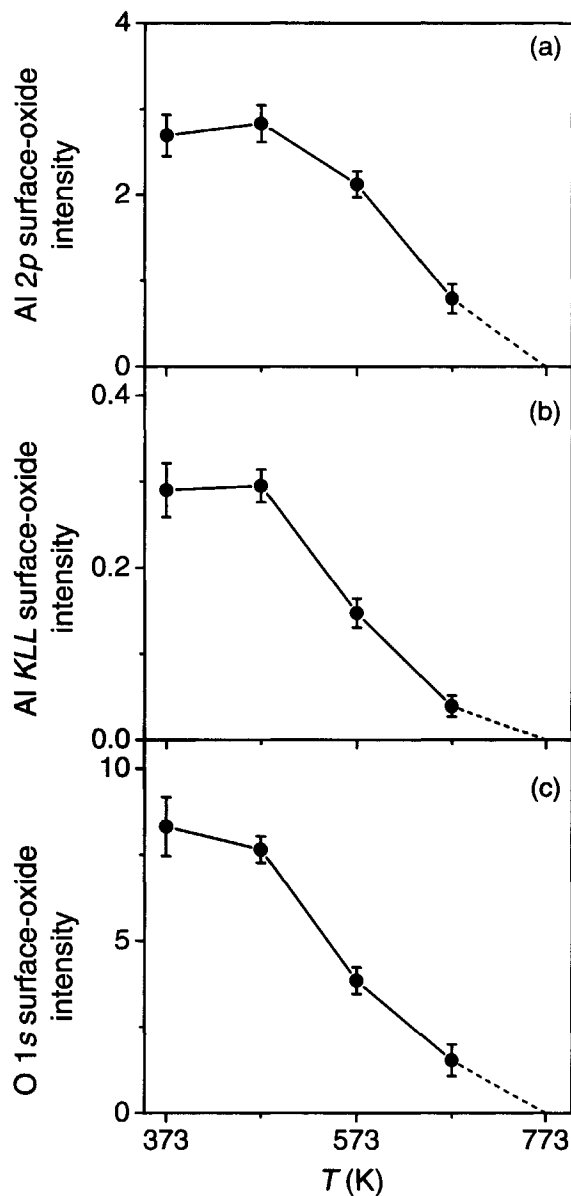 4
(a)
Al 2p surface-oxide
intensity
2
0
0.4
(b)
Al KLL surface-oxide
intensity
0.2
0.0
10
(c)
O 1s surface-oxide
intensity
5
0
373
573
773
T (K)